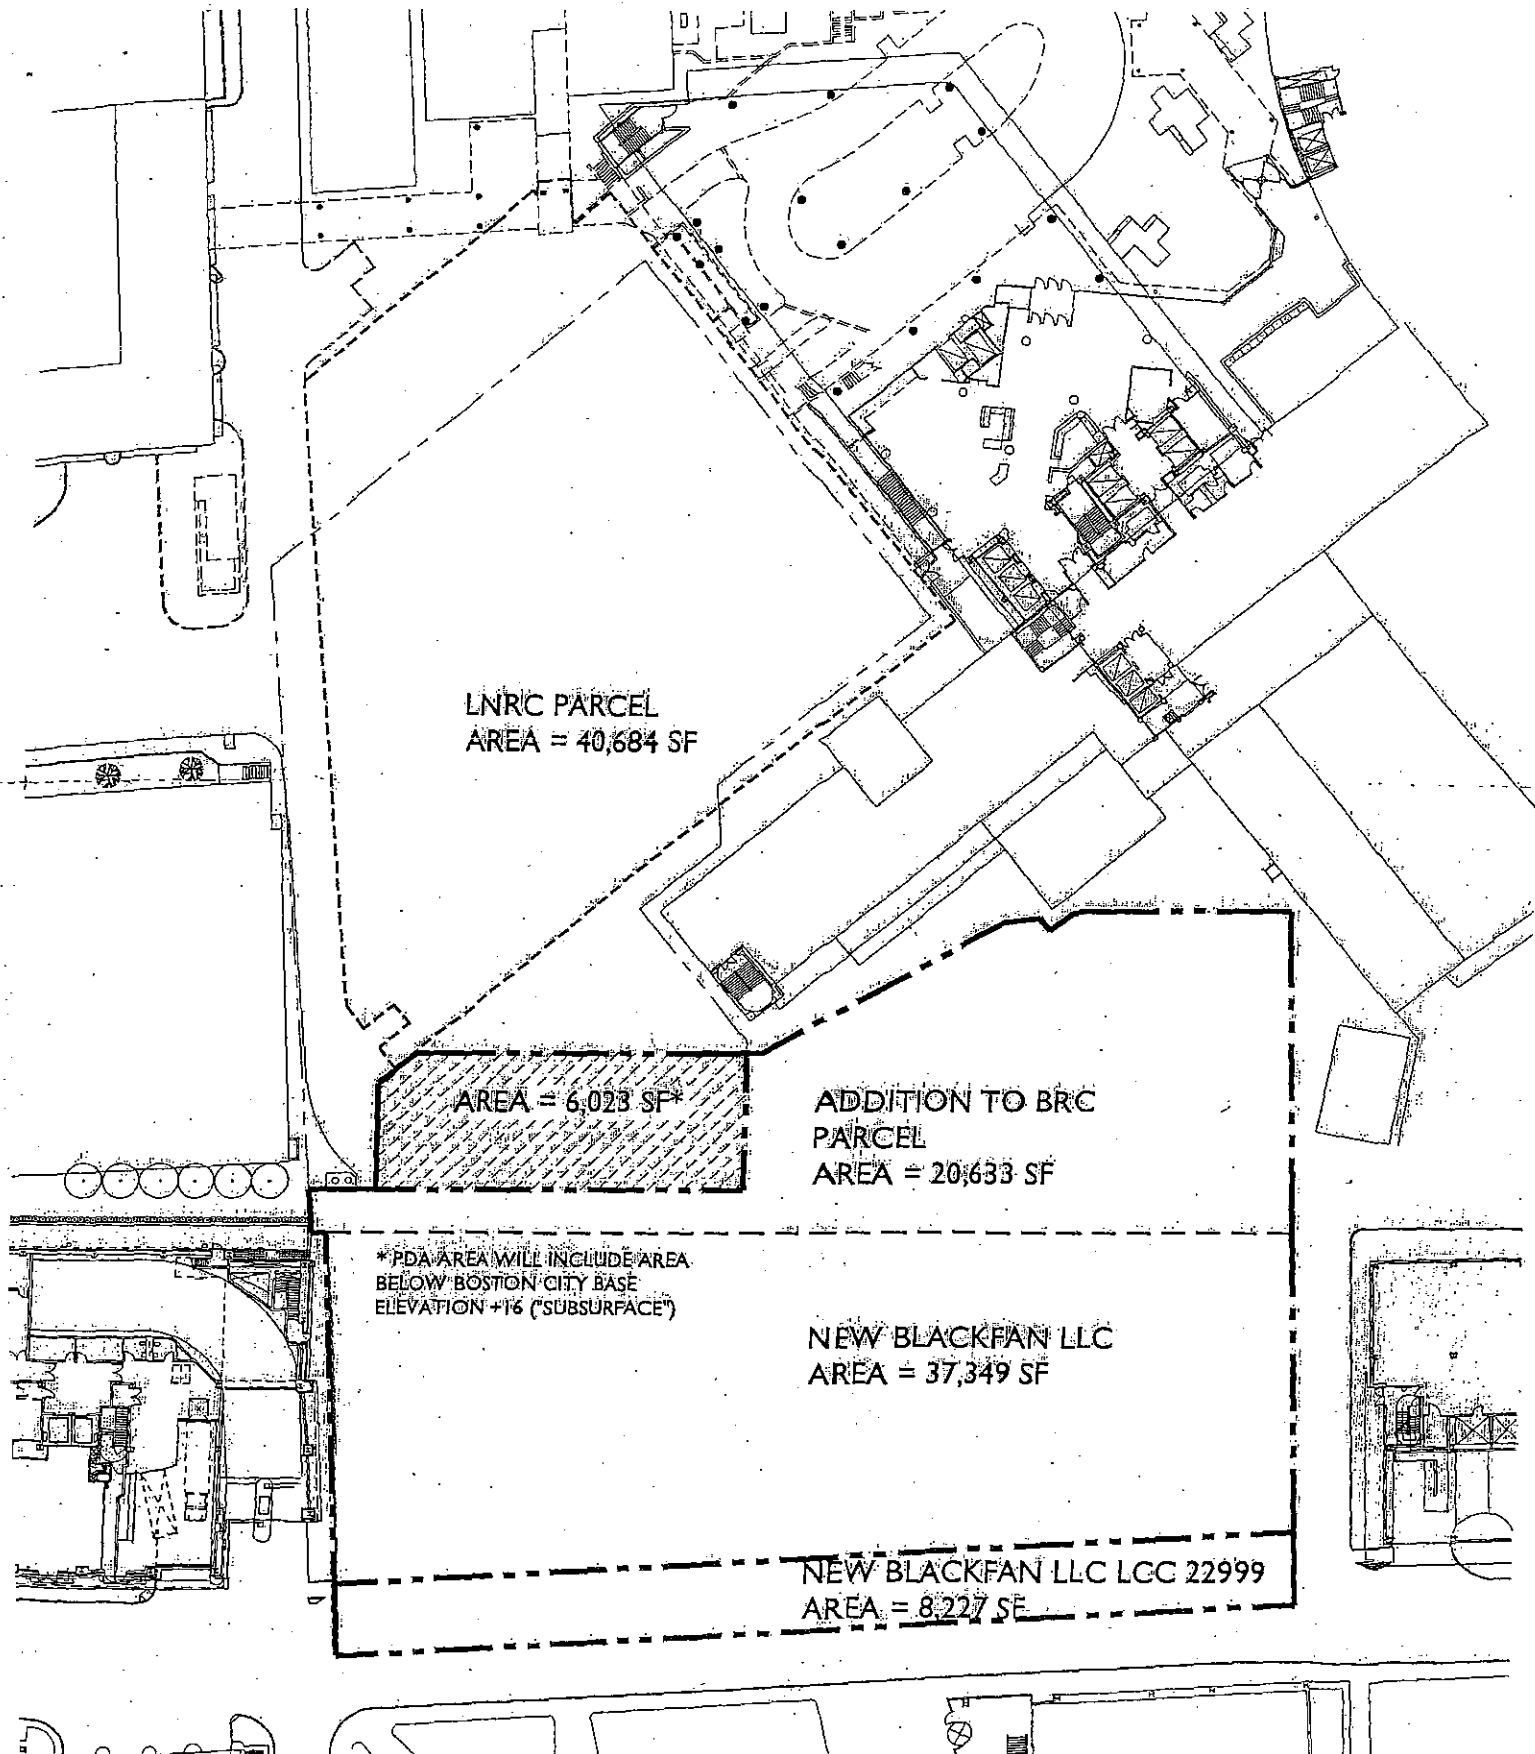 LNRC PARCEL
AREA = 40,684 SF
AREA = 6,023 SF*
ADDITION TO BRC
PARCEL
AREA = 20,633 SF
* PDA AREA WILL INCLUDE AREA
BELOW BOSTON CITY BASE
ELEVATION +16 ("SUBSURFACE")
NEW BLACKFAN LLC
AREA = 37,349 SF
NEW BLACKFAN LLC LCC 22999
AREA = 8,227 SF